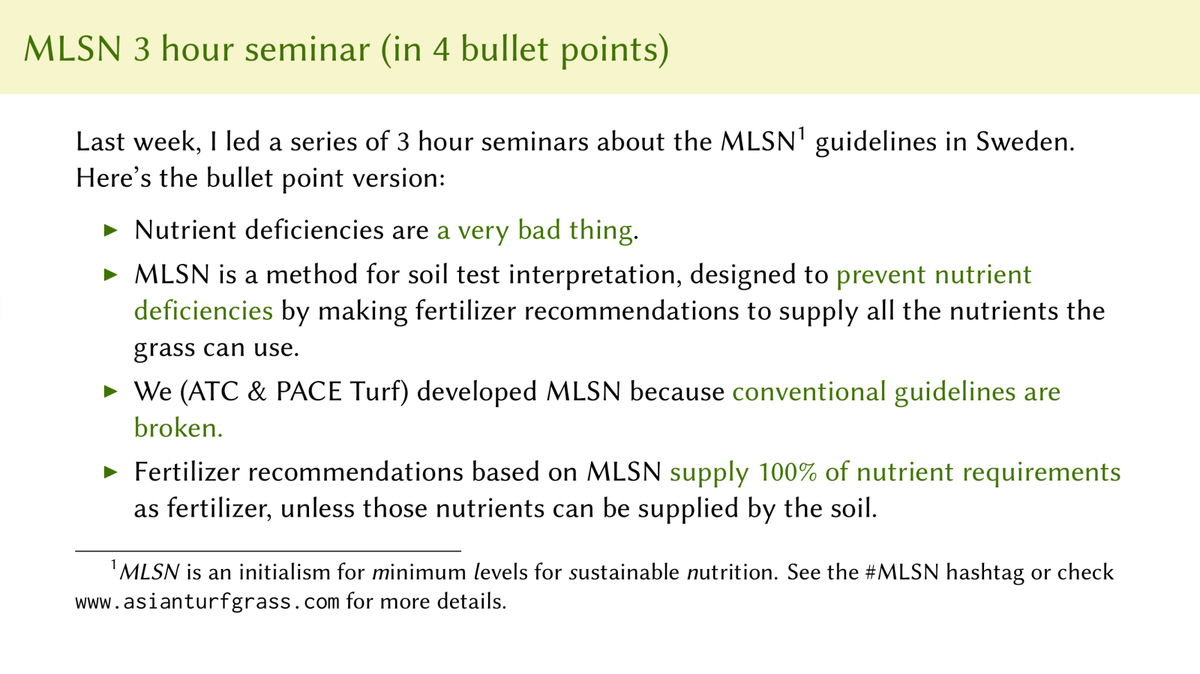 MLSN 3 hour seminar (in 4 bullet points)
Last week, I led a series of 3 hour seminars about the MLSN¹ guidelines in Sweden.
Here’s the bullet point version:
▶ Nutrient deficiencies are a very bad thing.
▶ MLSN is a method for soil test interpretation, designed to prevent nutrient
deficiencies by making fertilizer recommendations to supply all the nutrients the
grass can use.
▶ We (ATC & PACE Turf) developed MLSN because conventional guidelines are
broken.
▶ Fertilizer recommendations based on MLSN supply 100% of nutrient requirements
as fertilizer, unless those nutrients can be supplied by the soil.
¹MLSN is an initialism for minimum levels for sustainable nutrition. See the #MLSN hashtag or check
www.asianturfgrass.com for more details.